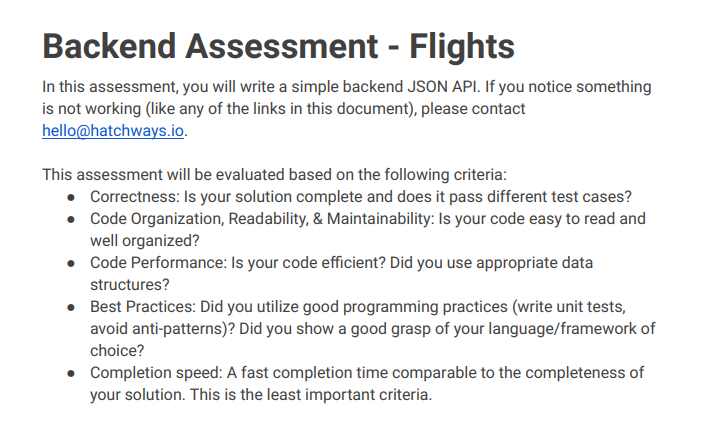 Backend Assessment - Flights
In this assessment, you will write a simple backend JSON API. If you notice something
is not working (like any of the links in this document), please contact
hello@hatchways.io.
This assessment will be evaluated based on the following criteria:
● Correctness: Is your solution complete and does it pass different test cases?
● Code Organization, Readability, & Maintainability: Is your code easy to read and
well organized?
● Code Performance: Is your code efficient? Did you use appropriate data
structures?
● Best Practices: Did you utilize good programming practices (write unit tests,
avoid anti-patterns)? Did you show a good grasp of your language/framework of
choice?
● Completion speed: A fast completion time comparable to the completeness of
your solution. This is the least important criteria.